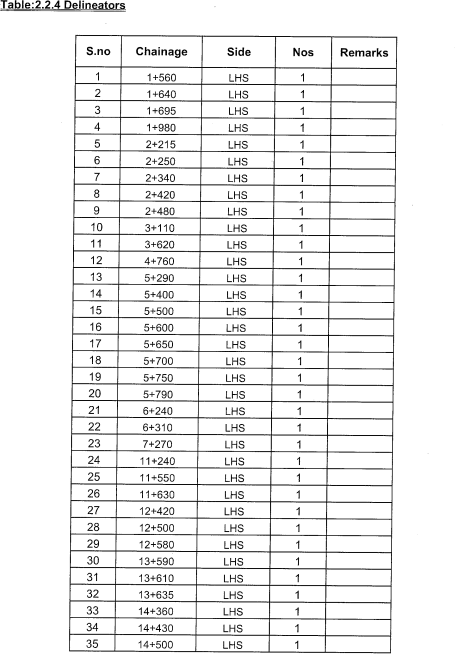 Table:2.2.4 Delineators
S.no Chainage Side Nos Remarks
1 1+560 LHS 1
2 1+640 LHS 1
3 1+695 LHS 1
4 1+980 LHS 1
5 2+215 LHS 1
6 2+250 LHS 1
7 2+340 LHS 1
8 2+420 LHS 1
9 2+480 LHS 1
10 3+110 LHS 1
11 3+620 LHS 1
12 4+760 LHS 1
13 5+290 LHS 1
14 5+400 LHS 1
15 5+500 LHS 1
16 5+600 LHS 1
17 5+650 LHS 1
18 5+700 LHS 1
19 5+750 LHS 1
20 5+790 LHS 1
21 6+240 LHS 1
22 6+310 LHS 1
23 7+270 LHS 1
24 11+240 LHS 1
25 11+550 LHS 1
26 11+630 LHS 1
27 12+420 LHS 1
28 12+500 LHS 1
29 12+580 LHS 1
30 13+590 LHS 1
31 13+610 LHS 1
32 13+635 LHS 1
33 14+360 LHS 1
34 14+430 LHS 1
35 14+500 LHS 1